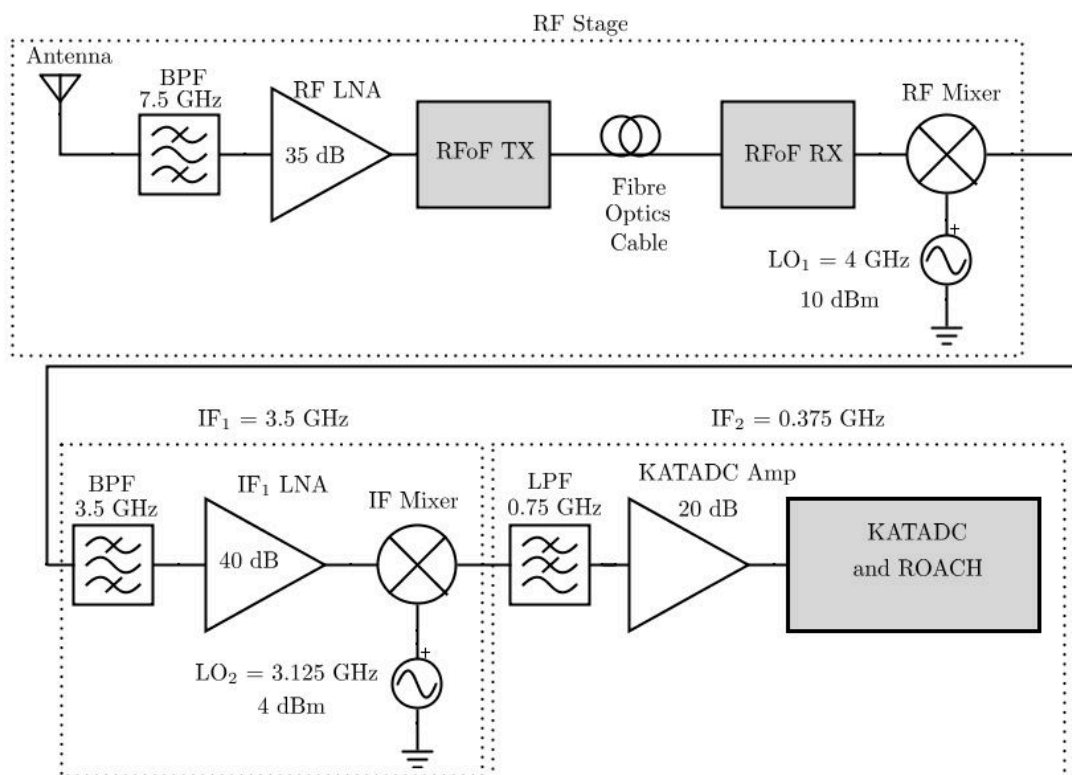 RF Stage
Antenna
BPF
7.5 GHz
RF LNA
35 dB
RFoF TX
Fibre
Optics
Cable
RFoF RX
RF Mixer
LO₁ = 4 GHz
10 dBm
+
IF₁ = 3.5 GHz
BPF
3.5 GHz
IF₁ LNA
40 dB
IF Mixer
LO₂ = 3.125 GHz
4 dBm
+
IF₂ = 0.375 GHz
LPF
0.75 GHz
KATADC Amp
20 dB
KATADC
and ROACH